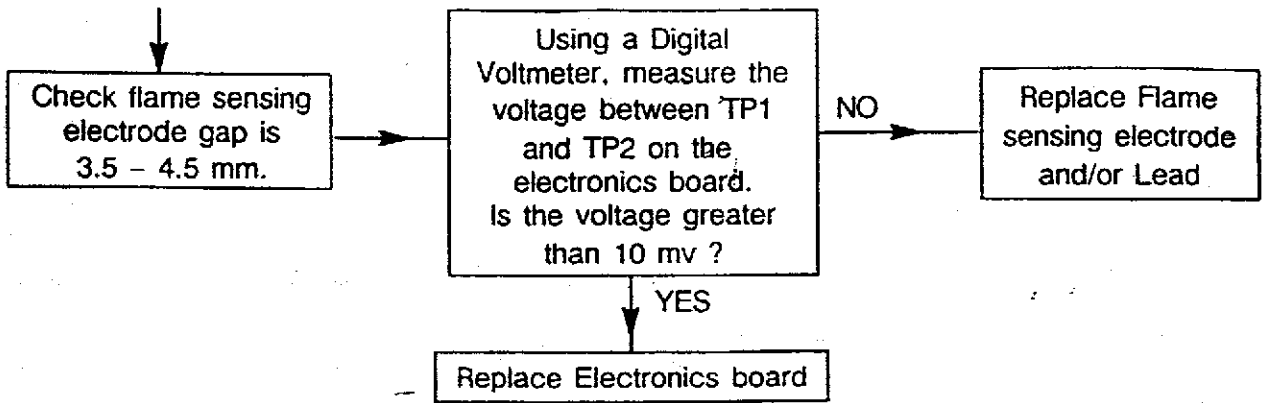 Check flame sensing
electrode gap is
3.5 – 4.5 mm.
Using a Digital
Voltmeter, measure the
voltage between TP1
and TP2 on the
electronics board.
Is the voltage greater
than 10 mv ?
NO
Replace Flame
sensing electrode
and/or Lead
YES
Replace Electronics board